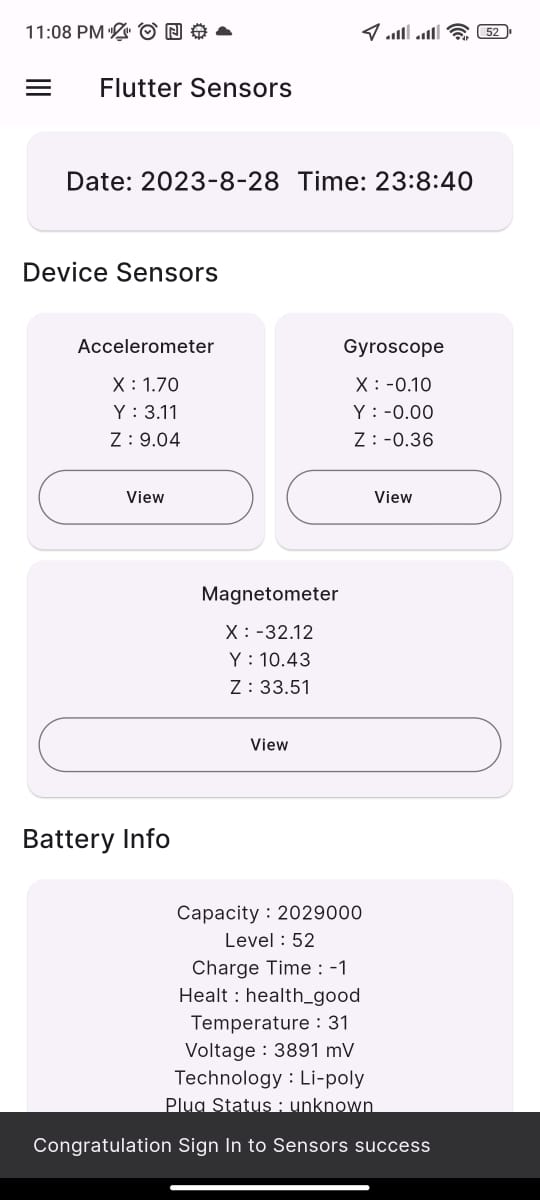 11:08 PM
52
Flutter Sensors
Date: 2023-8-28 Time: 23:8:40
Device Sensors
Accelerometer
X : 1.70
Y : 3.11
Z : 9.04
View
Gyroscope
X : -0.10
Y : -0.00
Z : -0.36
View
Magnetometer
X : -32.12
Y : 10.43
Z : 33.51
View
Battery Info
Capacity : 2029000
Level : 52
Charge Time : -1
Healt : health_good
Temperature : 31
Voltage : 3891 mV
Technology : Li-poly
Plug Status : unknown
Congratulation Sign In to Sensors success